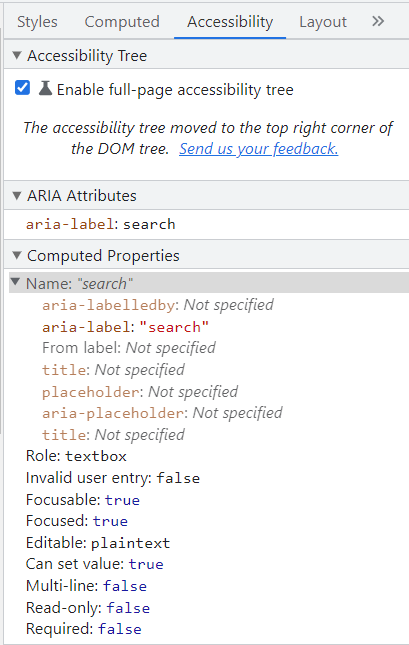 Styles Computed Accessibility Layout »
▼ Accessibility Tree
Enable full-page accessibility tree
The accessibility tree moved to the top right corner of
the DOM tree. Send us your feedback.
▼ ARIA Attributes
aria-label: search
▼ Computed Properties
▼ Name: "search"
aria-labelledby: Not specified
aria-label: "search"
From label: Not specified
title: Not specified
placeholder: Not specified
aria-placeholder: Not specified
title: Not specified
Role: textbox
Invalid user entry: false
Focusable: true
Focused: true
Editable: plaintext
Can set value: true
Multi-line: false
Read-only: false
Required: false